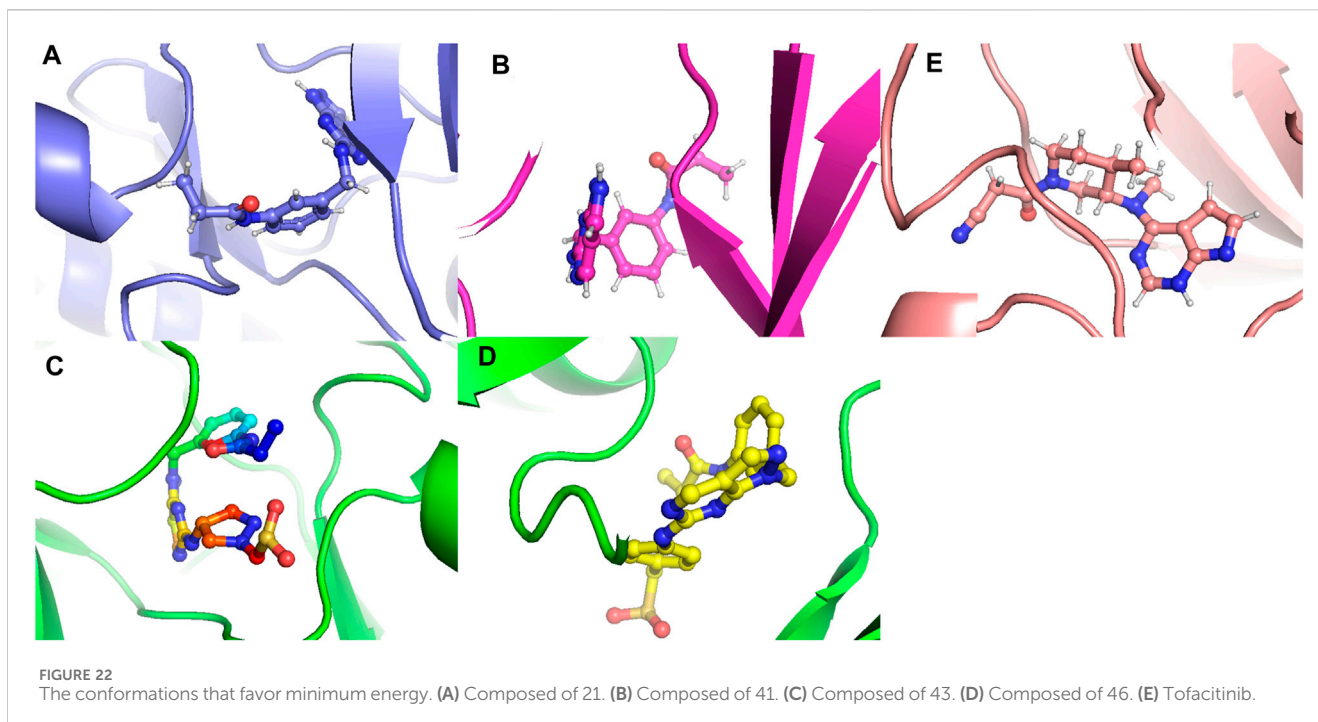 A
B
E
C
D
FIGURE 22
The conformations that favor minimum energy. (A) Composed of 21. (B) Composed of 41. (C) Composed of 43. (D) Composed of 46. (E) Tofacitinib.